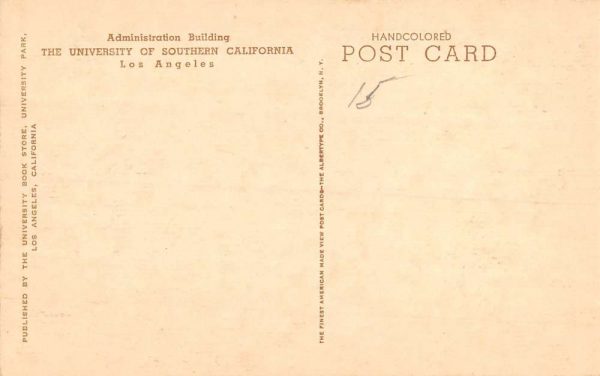 Administration Building
THE UNIVERSITY OF SOUTHERN CALIFORNIA
Los Angeles
HANDCOLORED
POST CARD
15
PUBLISHED BY THE UNIVERSITY BOOK STORE, UNIVERSITY PARK,
LOS ANGELES, CALIFORNIA
THE FINEST AMERICAN MADE VIEW POST CARDS—THE ALBERTYPE CO., BROOKLYN, N. Y.